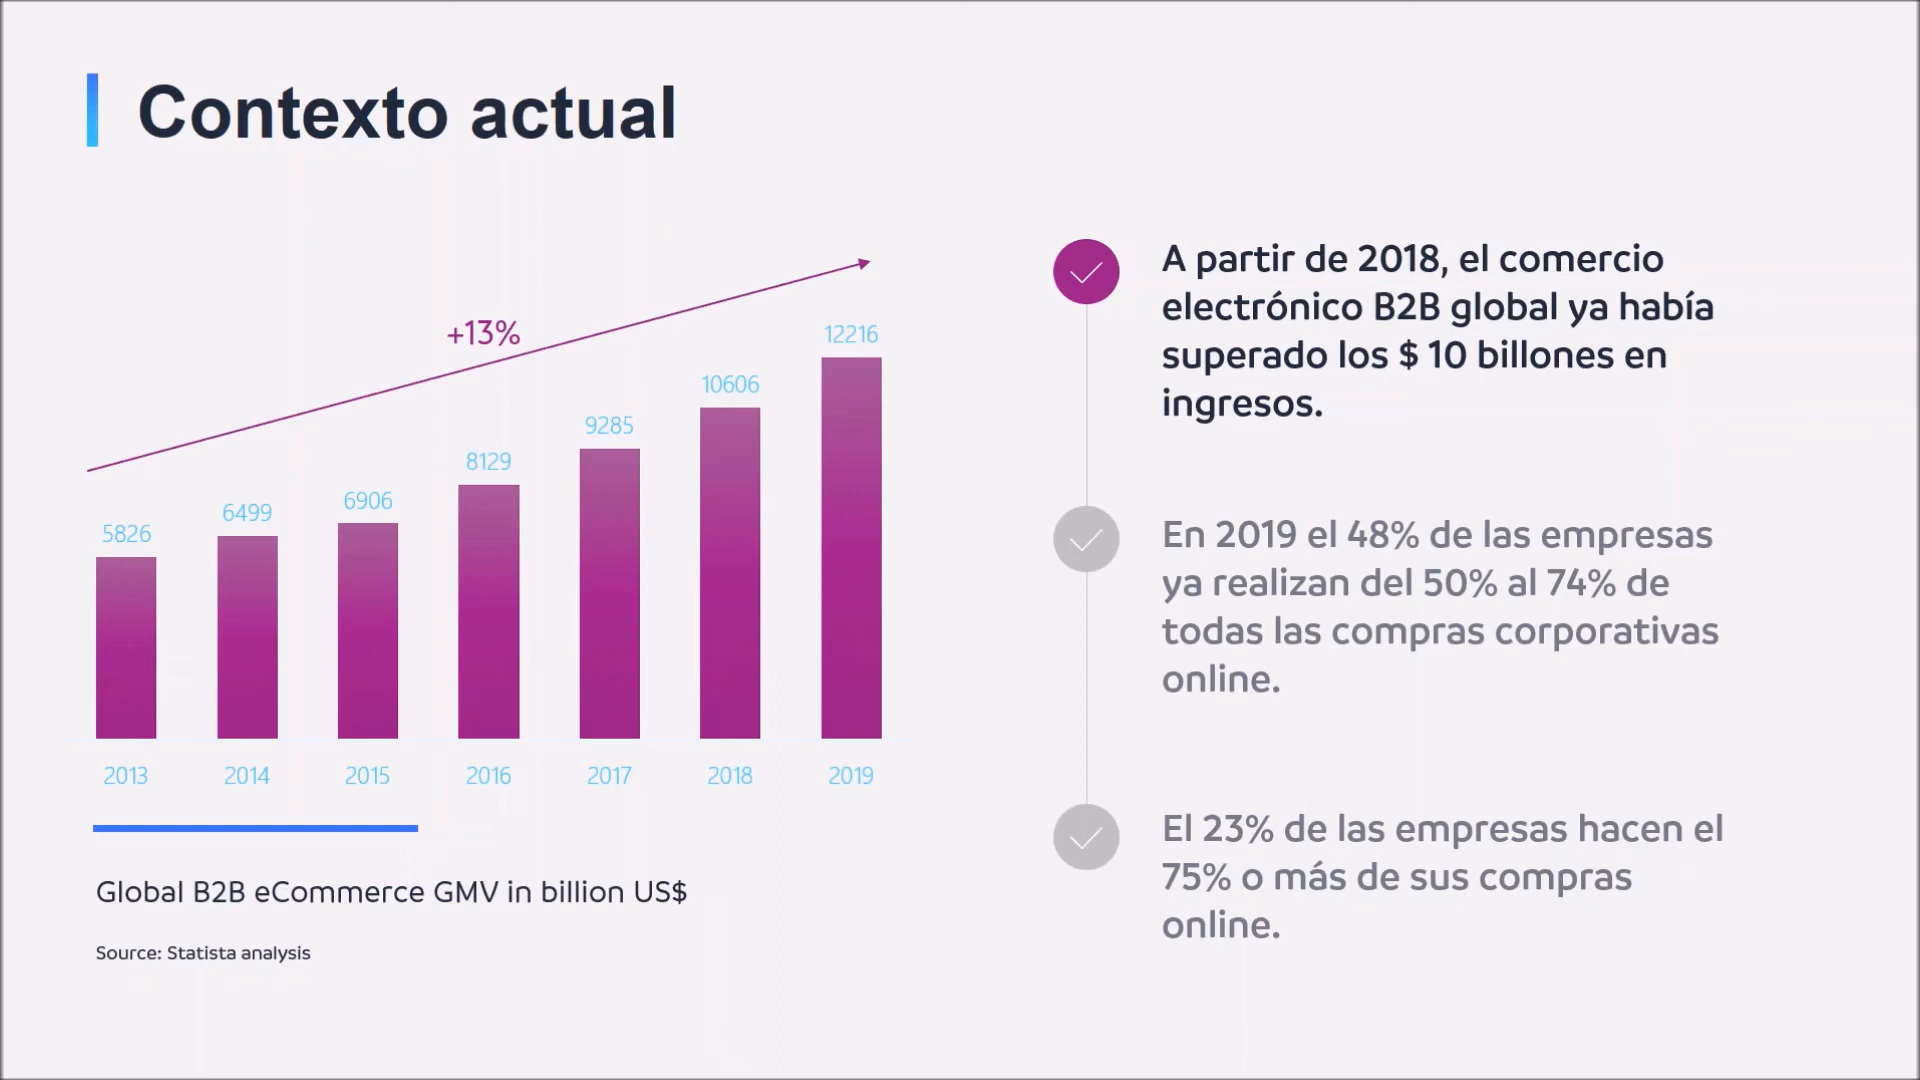 Contexto actual
+13%
5826
6499
6906
8129
9285
10606
12216
2013
2014
2015
2016
2017
2018
2019
Global B2B eCommerce GMV in billion US$
Source: Statista analysis
A partir de 2018, el comercio
electrónico B2B global ya había
superado los $ 10 billones en
ingresos.
En 2019 el 48% de las empresas
ya realizan del 50% al 74% de
todas las compras corporativas
online.
El 23% de las empresas hacen el
75% o más de sus compras
online.